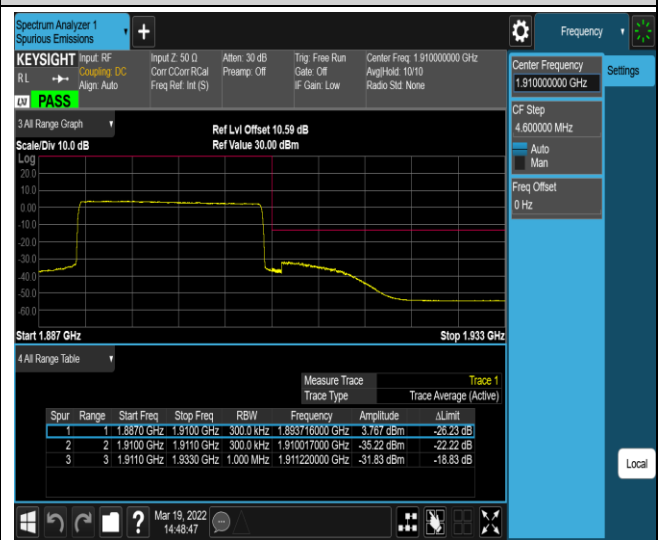 Spectrum Analyzer 1
Spurious Emissions
Frequency
KEYSIGHT Input: RF Input Z: 50 Ω Atten: 30 dB Trig: Free Run Center Freq: 1.910000000 GHz
RL Coupling: DC Corr CCorr RCal Preamp: Off Gate: Off Avg|Hold: 10/10
Align: Auto Freq Ref: Int (S) IF Gain: Low Radio Std: None
PASS
Center Frequency
1.910000000 GHz
Settings
CF Step
4.600000 MHz
Auto
Man
Freq Offset
0 Hz
3 All Range Graph
Ref Lvl Offset 10.59 dB
Scale/Div 10.0 dB Ref Value 30.00 dBm
Log
20.0
10.0
0.00
-10.0
-20.0
-30.0
-40.0
-50.0
-60.0
Start 1.887 GHz Stop 1.933 GHz
4 All Range Table
Measure Trace Trace 1
Trace Type Trace Average (Active)
Spur Range Start Freq Stop Freq RBW Frequency Amplitude ΔLimit
1 1 1.8870 GHz 1.9100 GHz 300.0 kHz 1.893716000 GHz 3.767 dBm -26.23 dB
2 2 1.9100 GHz 1.9110 GHz 300.0 kHz 1.910017000 GHz -35.22 dBm -22.22 dB
3 3 1.9110 GHz 1.9330 GHz 1.000 MHz 1.911220000 GHz -31.83 dBm -18.83 dB
Local
Mar 19, 2022
14:48:47